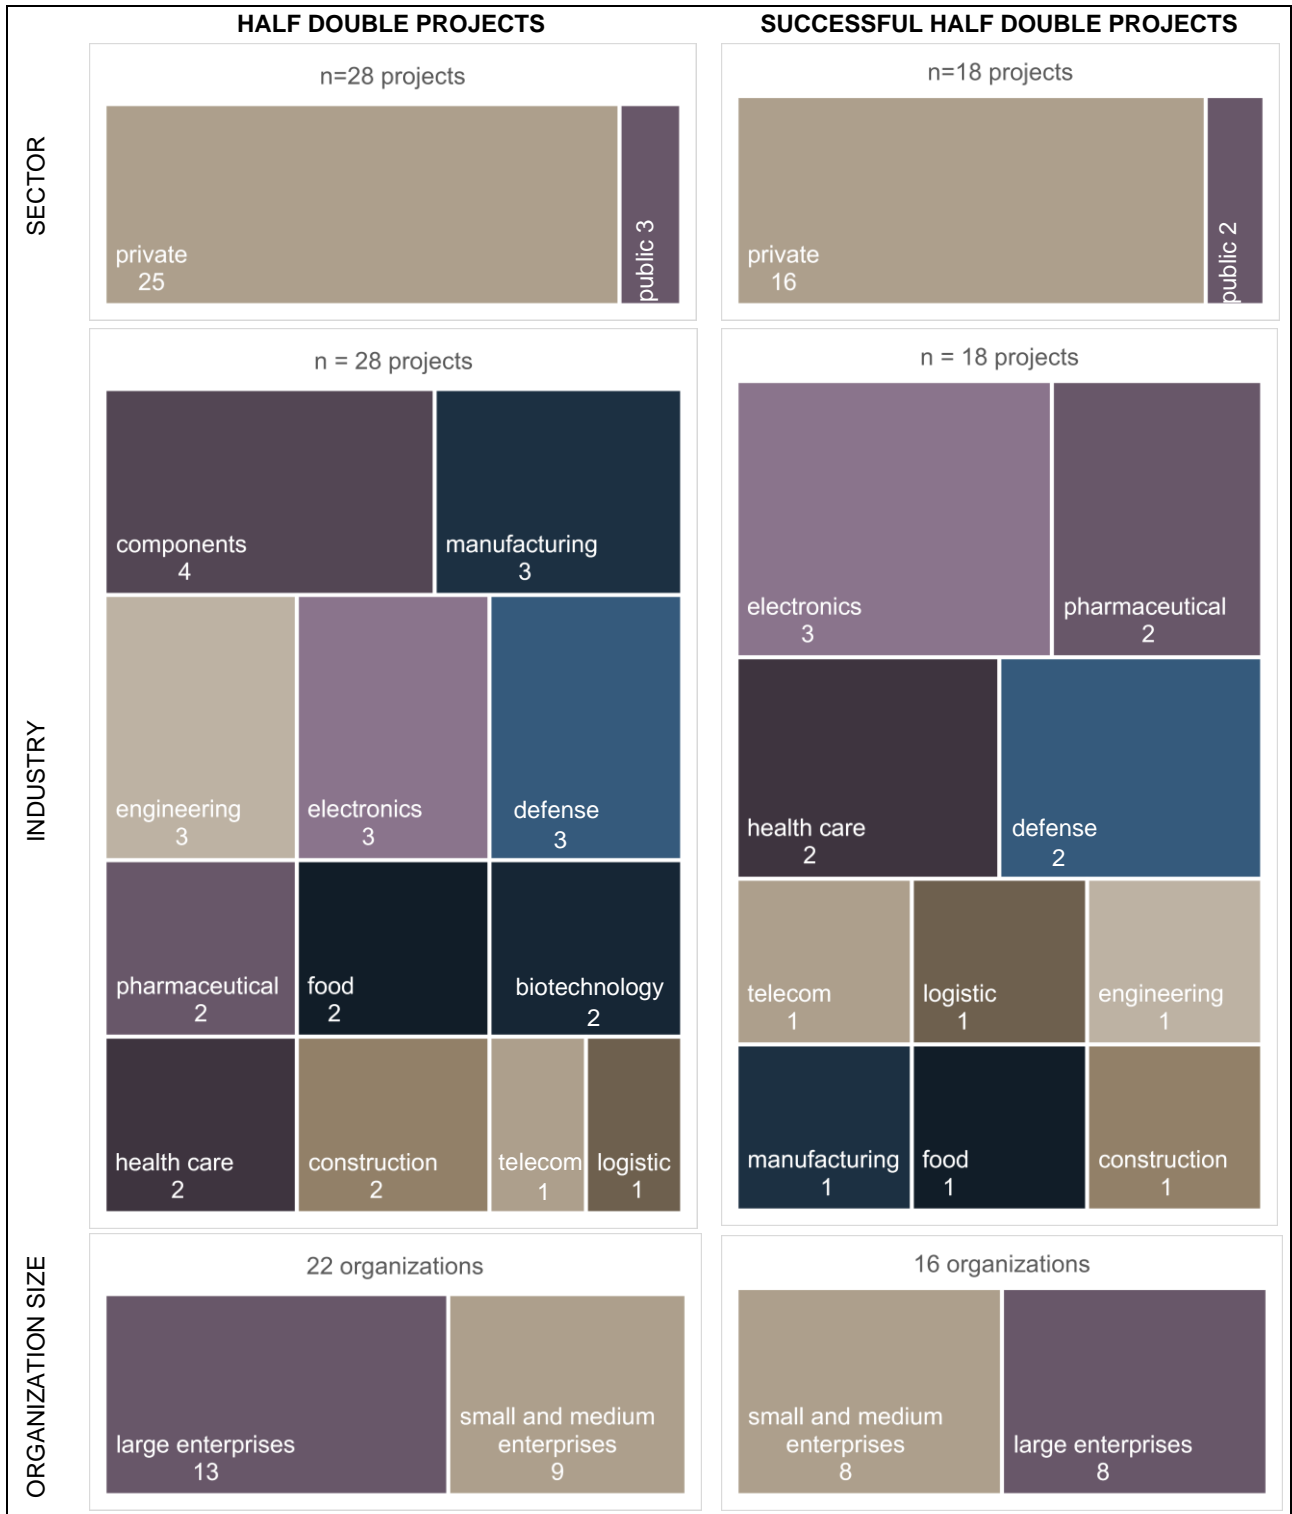 HALF DOUBLE PROJECTS
SUCCESSFUL HALF DOUBLE PROJECTS
SECTOR
n=28 projects
private
25
public 3
n=18 projects
private
16
public 2
INDUSTRY
n = 28 projects
components
4
manufacturing
3
engineering
3
electronics
3
defense
3
pharmaceutical
2
food
2
biotechnology
2
health care
2
construction
2
telecom
1
logistic
1
n = 18 projects
electronics
3
pharmaceutical
2
health care
2
defense
2
telecom
1
logistic
1
engineering
1
manufacturing
1
food
1
construction
1
ORGANIZATION SIZE
22 organizations
large enterprises
13
small and medium
enterprises
9
16 organizations
small and medium
enterprises
8
large enterprises
8